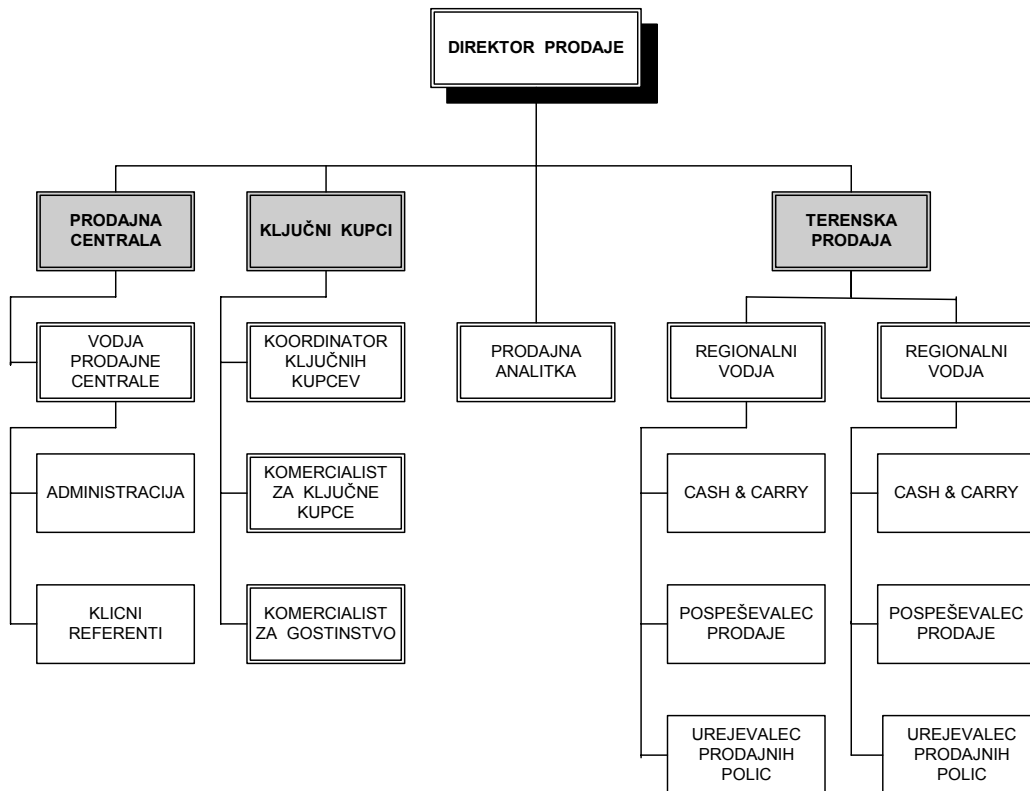 DIREKTOR PRODAJE
PRODAJNA
CENTRALA
KLJUČNI KUPCI
TERENSKA
PRODAJA
VODJA
PRODAJNE
CENTRALE
KOORDINATOR
KLJUČNIH
KUPCEV
PRODAJNA
ANALITKA
REGIONALNI
VODJA
REGIONALNI
VODJA
ADMINISTRACIJA
KOMERCIALIST
ZA KLJUČNE
KUPCE
CASH & CARRY
CASH & CARRY
KLICNI
REFERENTI
KOMERCIALIST
ZA GOSTINSTVO
POSPEŠEVALEC
PRODAJE
POSPEŠEVALEC
PRODAJE
UREJEVALEC
PRODAJNIH
POLIC
UREJEVALEC
PRODAJNIH
POLIC